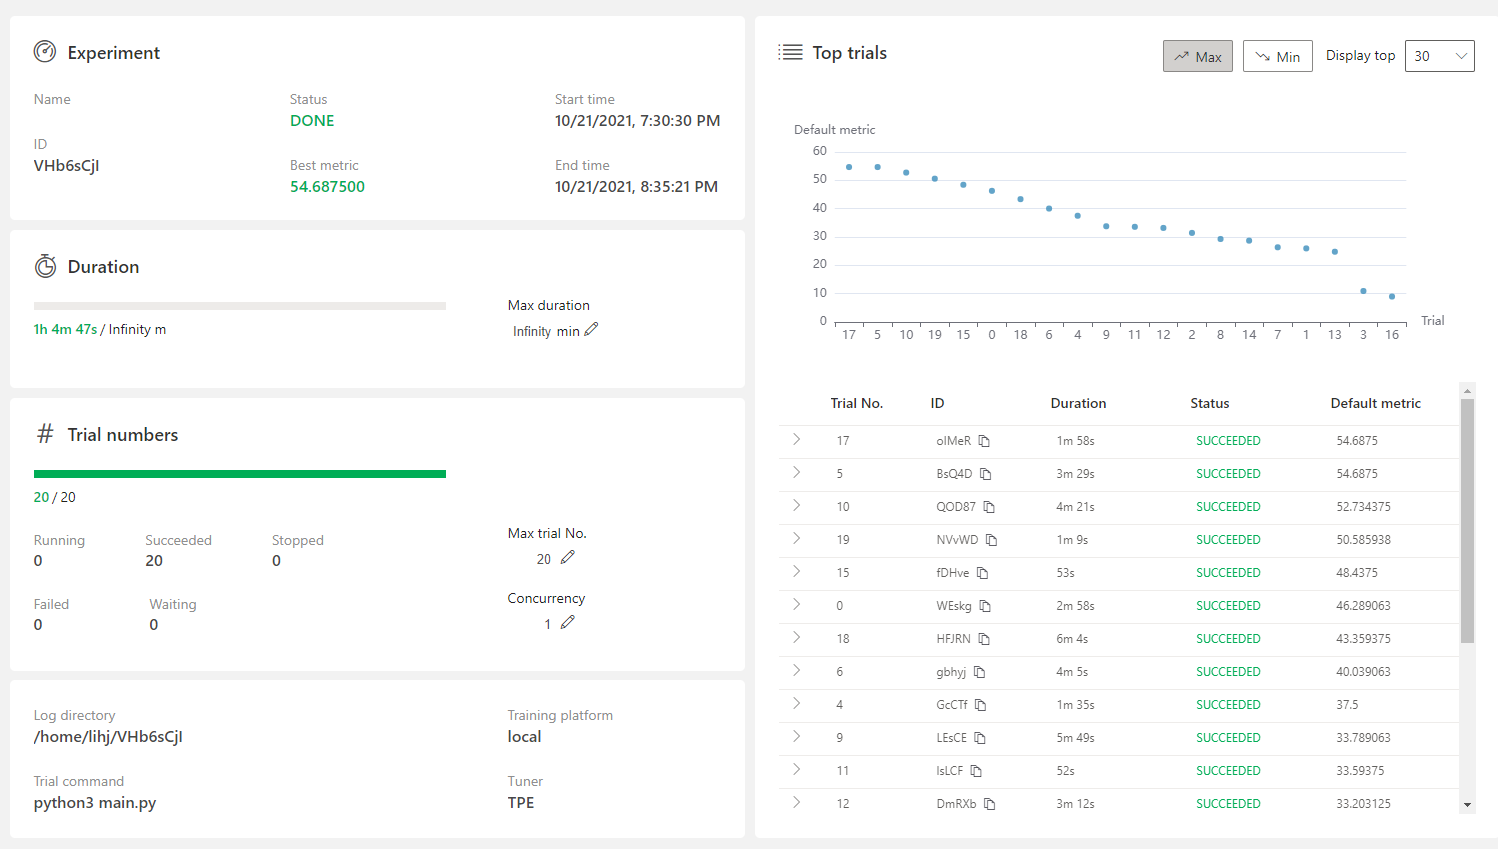 Experiment
Name
Status
DONE
Start time
10/21/2021, 7:30:30 PM
ID
VHb6sCjI
Best metric
54.687500
End time
10/21/2021, 8:35:21 PM
Duration
1h 4m 47s / Infinity m
Max duration
Infinity min
# Trial numbers
20 / 20
Running
0
Succeeded
20
Stopped
0
Failed
0
Waiting
0
Max trial No.
20
Concurrency
1
Log directory
/home/lihj/VHb6sCjI
Training platform
local
Trial command
python3 main.py
Tuner
TPE
Top trials
Max
Min
Display top
30
Default metric
60
50
40
30
20
10
0
17 5 10 19 15 0 18 6 4 9 11 12 2 8 14 7 1 13 3 16
Trial
Trial No. ID Duration Status Default metric
17 oIMeR 1m 58s SUCCEEDED 54.6875
5 BsQ4D 3m 29s SUCCEEDED 54.6875
10 QOD87 4m 21s SUCCEEDED 52.734375
19 NVvWD 1m 9s SUCCEEDED 50.585938
15 fDHve 53s SUCCEEDED 48.4375
0 WEskg 2m 58s SUCCEEDED 46.289063
18 HFJRN 6m 4s SUCCEEDED 43.359375
6 gbhyj 4m 5s SUCCEEDED 40.039063
4 GcCTf 1m 35s SUCCEEDED 37.5
9 LEsCE 5m 49s SUCCEEDED 33.789063
11 IsLCF 52s SUCCEEDED 33.59375
12 DmRXb 3m 12s SUCCEEDED 33.203125